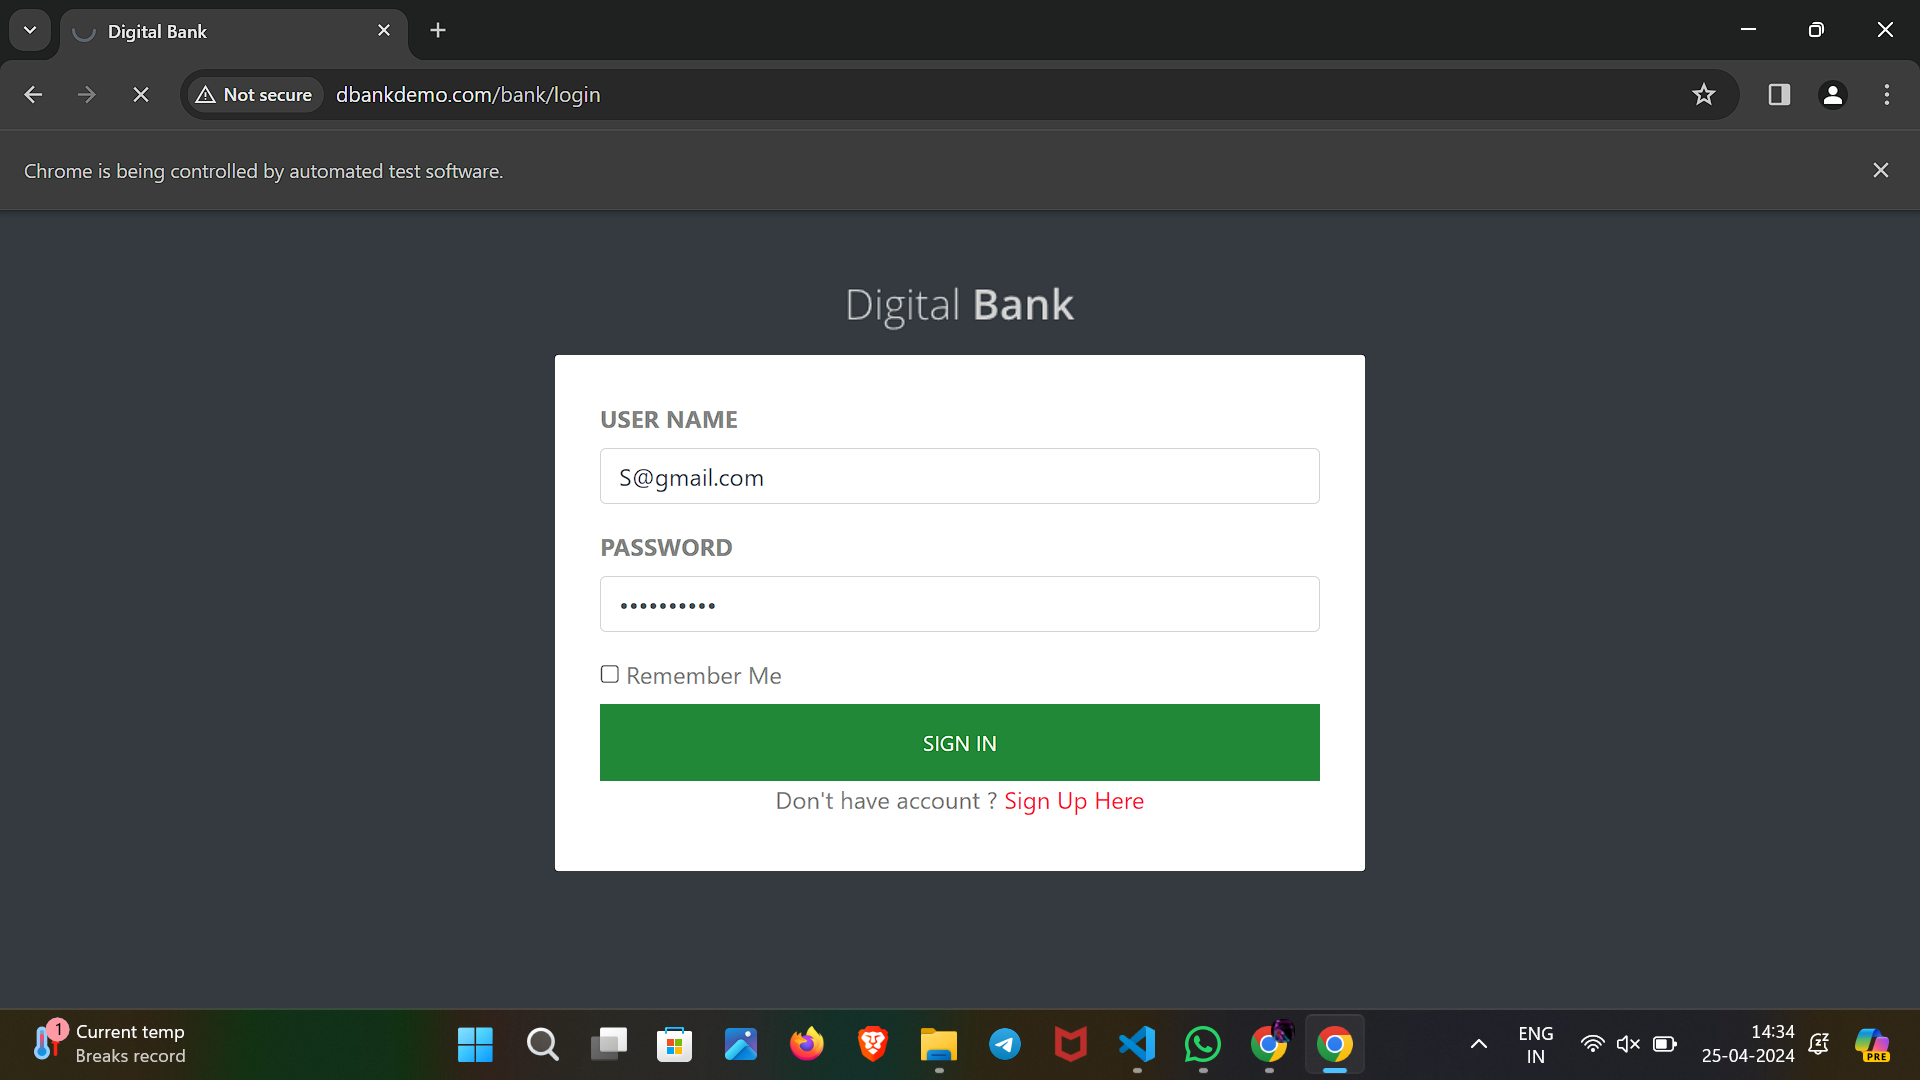 Digital Bank
Not secure
dbankdemo.com/bank/login
Chrome is being controlled by automated test software.
Digital Bank
USER NAME
S@gmail.com
PASSWORD
••••••••••
Remember Me
SIGN IN
Don't have account ? Sign Up Here
1
Current temp
Breaks record
ENG
IN
14:34
25-04-2024
PRE